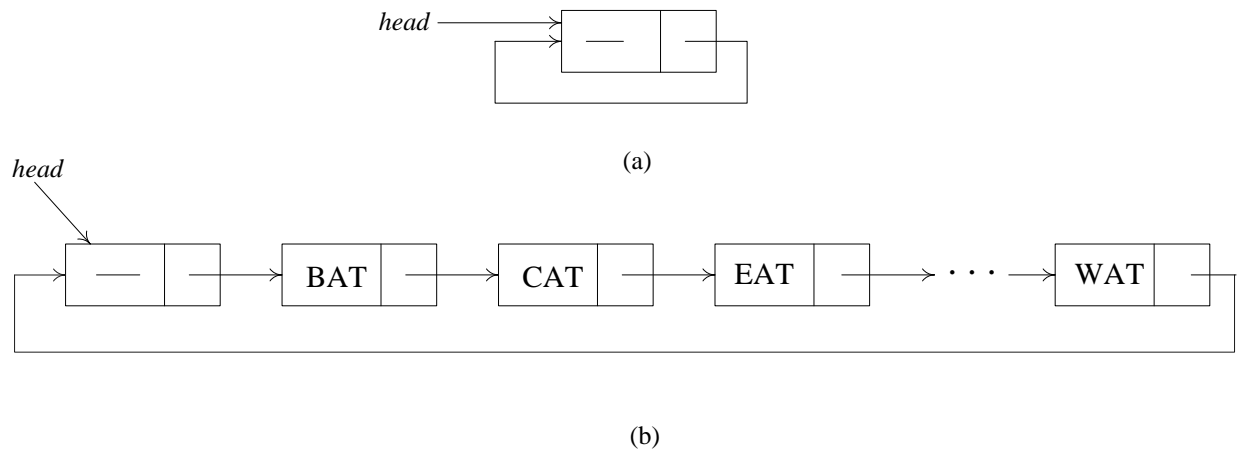 head
(a)
head
BAT CAT EAT · · · WAT
(b)